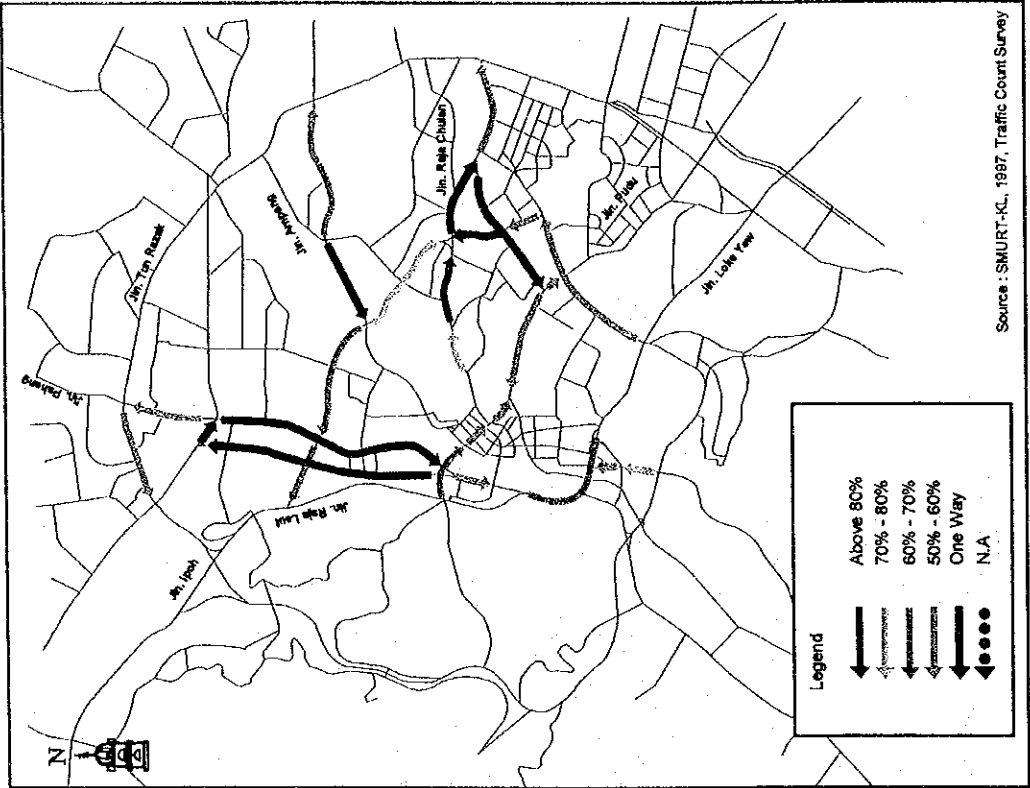 N
Jln. Pahang
Jln. Tun Razak
Jln. Ampang
Jln. Raja Chulan
Jln. Ipoh
Jln. Raja Laut
Jln. Pudu
Jln. Loke Yew
Legend
Above 80%
70% - 80%
60% - 70%
50% - 60%
One Way
N.A
Source : SMURT-KL, 1997, Traffic Count Survey